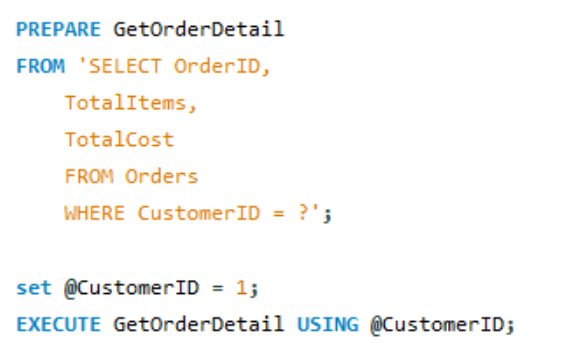 PREPARE GetOrderDetail
FROM 'SELECT OrderID,
    TotalItems,
    TotalCost
    FROM Orders
    WHERE CustomerID = ?';

set @CustomerID = 1;
EXECUTE GetOrderDetail USING @CustomerID;